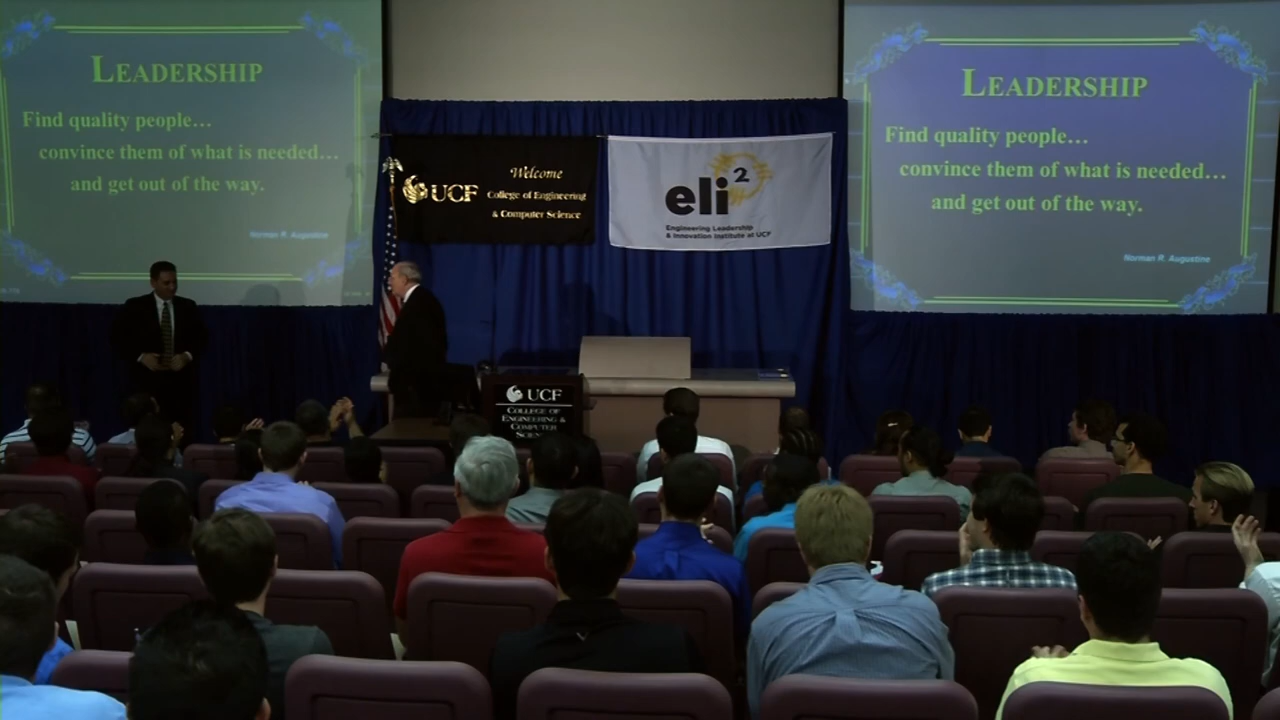 LEADERSHIP
Find quality people...
convince them of what is needed...
and get out of the way.
Norman R. Augustine
UCF
Welcome
College of Engineering
& Computer Science
eli2
Engineering Leadership
& Innovation Institute at UCF
LEADERSHIP
Find quality people...
convince them of what is needed...
and get out of the way.
Norman R. Augustine
UCF
COLLEGE OF
ENGINEERING &
COMPUTER